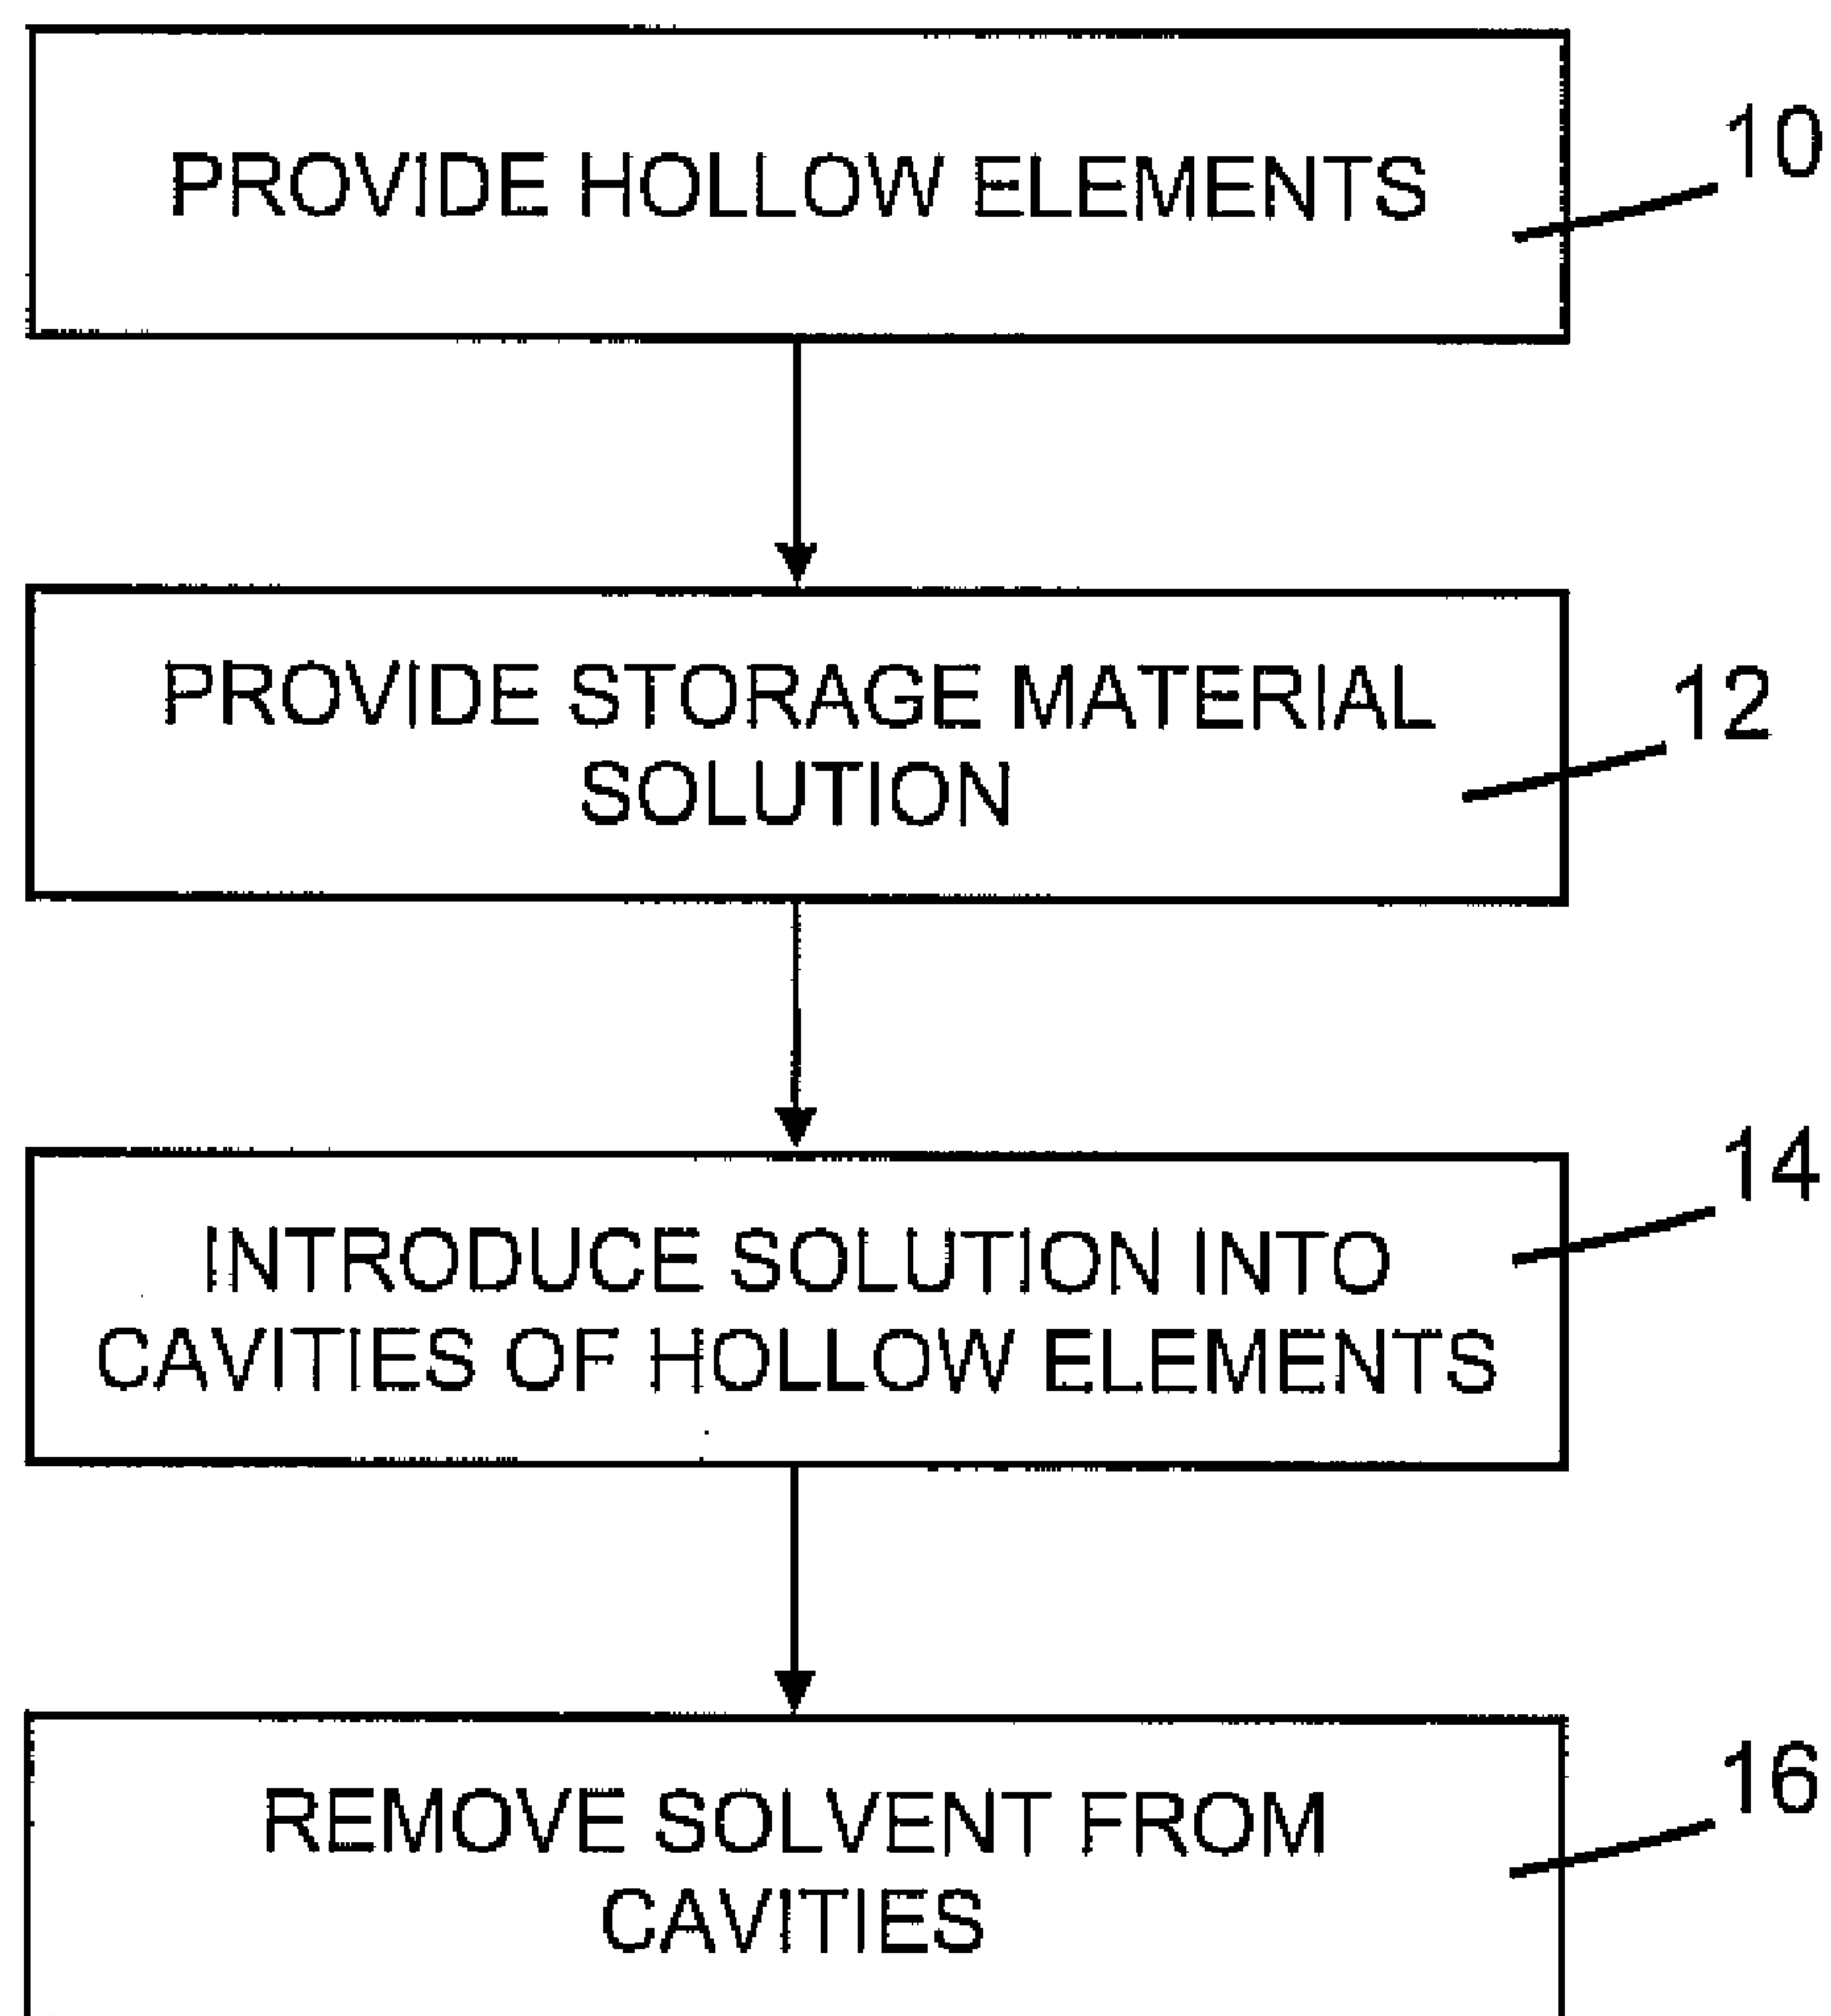 PROVIDE HOLLOW ELEMENTS
10
PROVIDE STORAGE MATERIAL
SOLUTION
12
INTRODUCE SOLUTION INTO
CAVITIES OF HOLLOW ELEMENTS
14
REMOVE SOLVENT FROM
CAVITIES
16